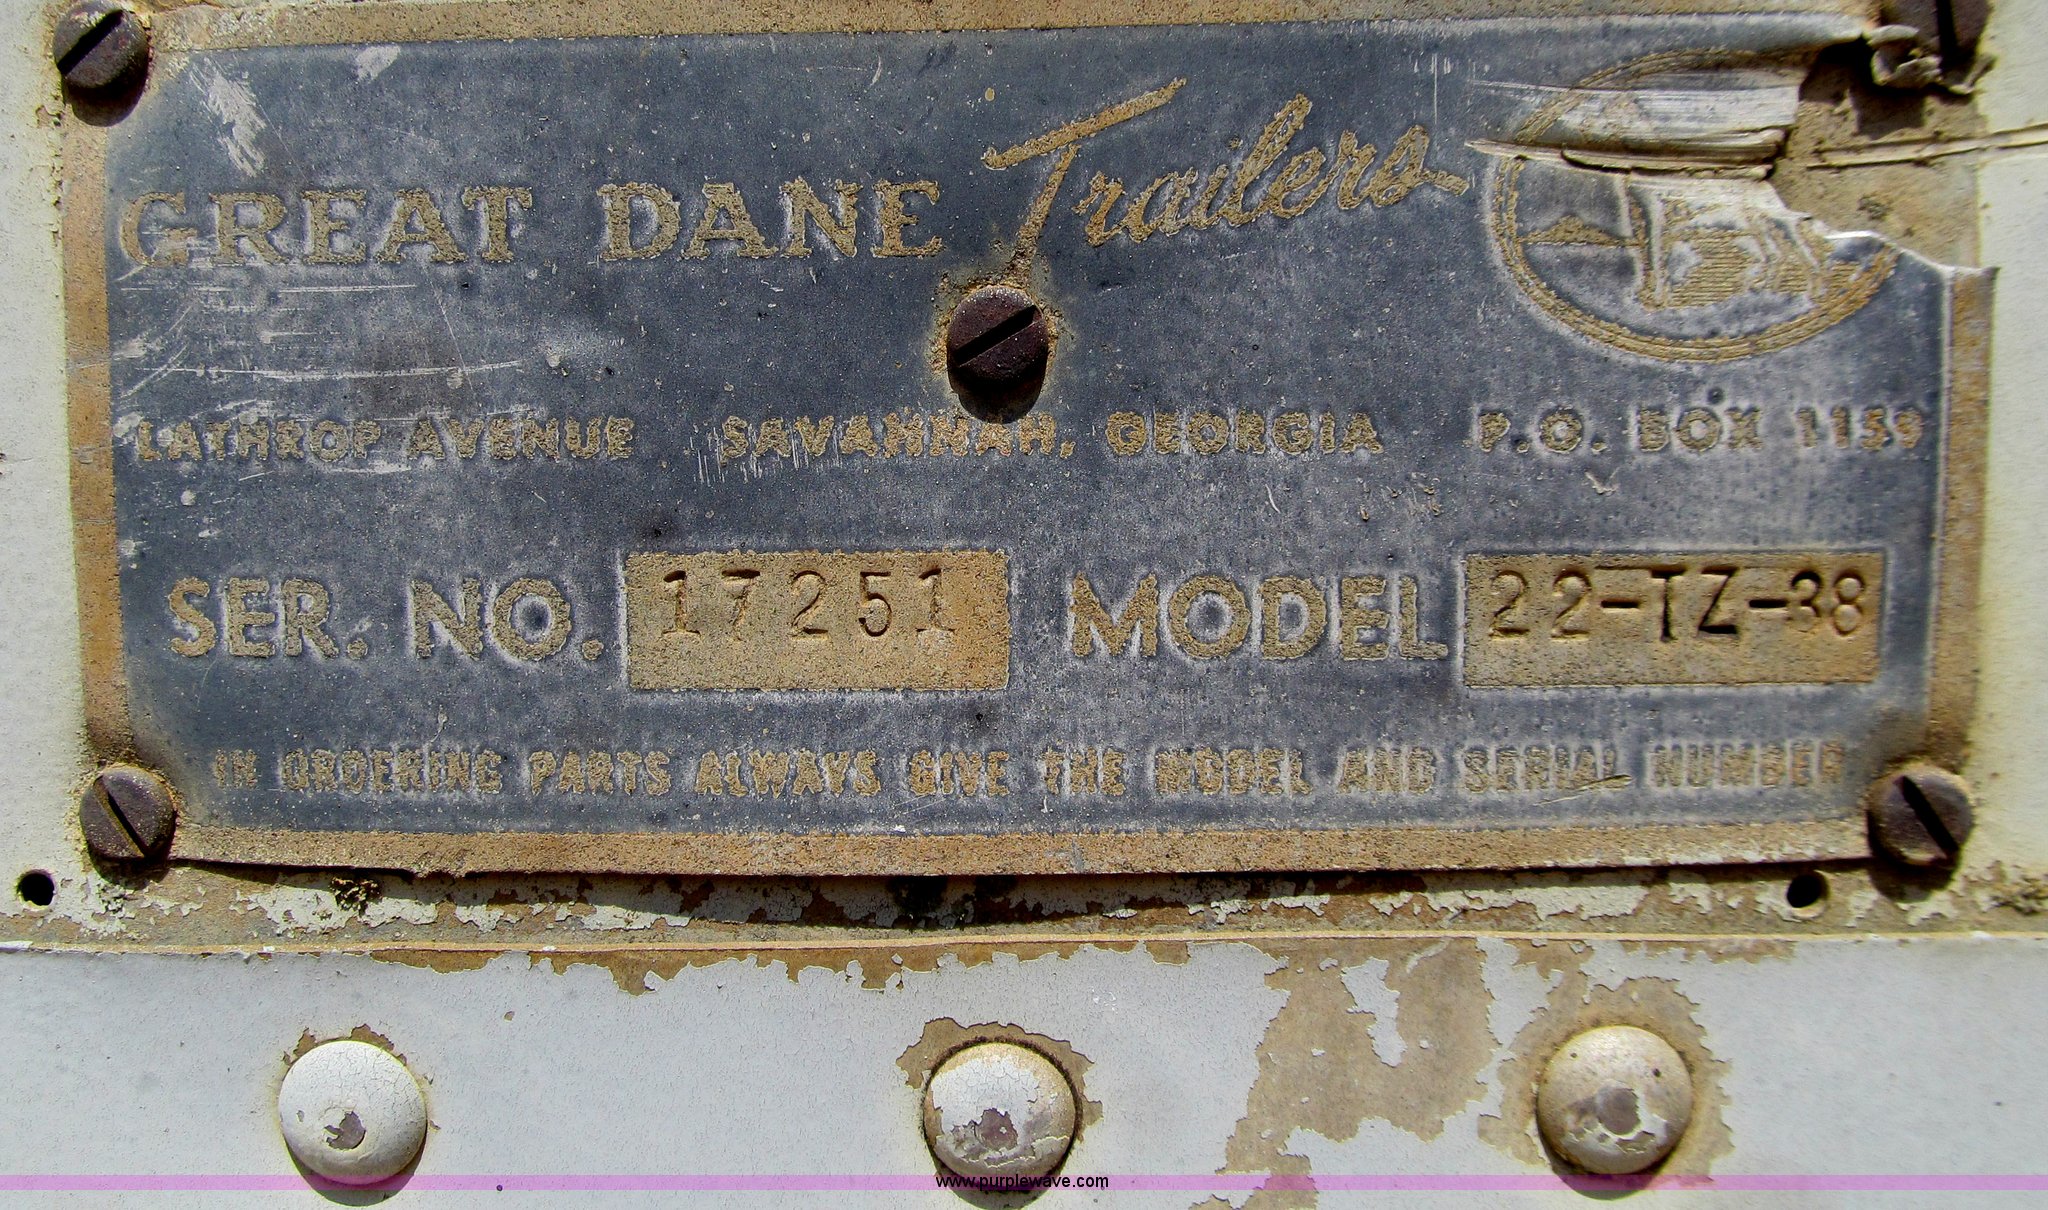 GREAT DANE Trailers
LATHROP AVENUE SAVANNAH, GEORGIA P.O. BOX 1159
SER. NO. 17251 MODEL 22-TZ-38
IN ORDERING PARTS ALWAYS GIVE THE MODEL AND SERIAL NUMBER
www.purplewave.com